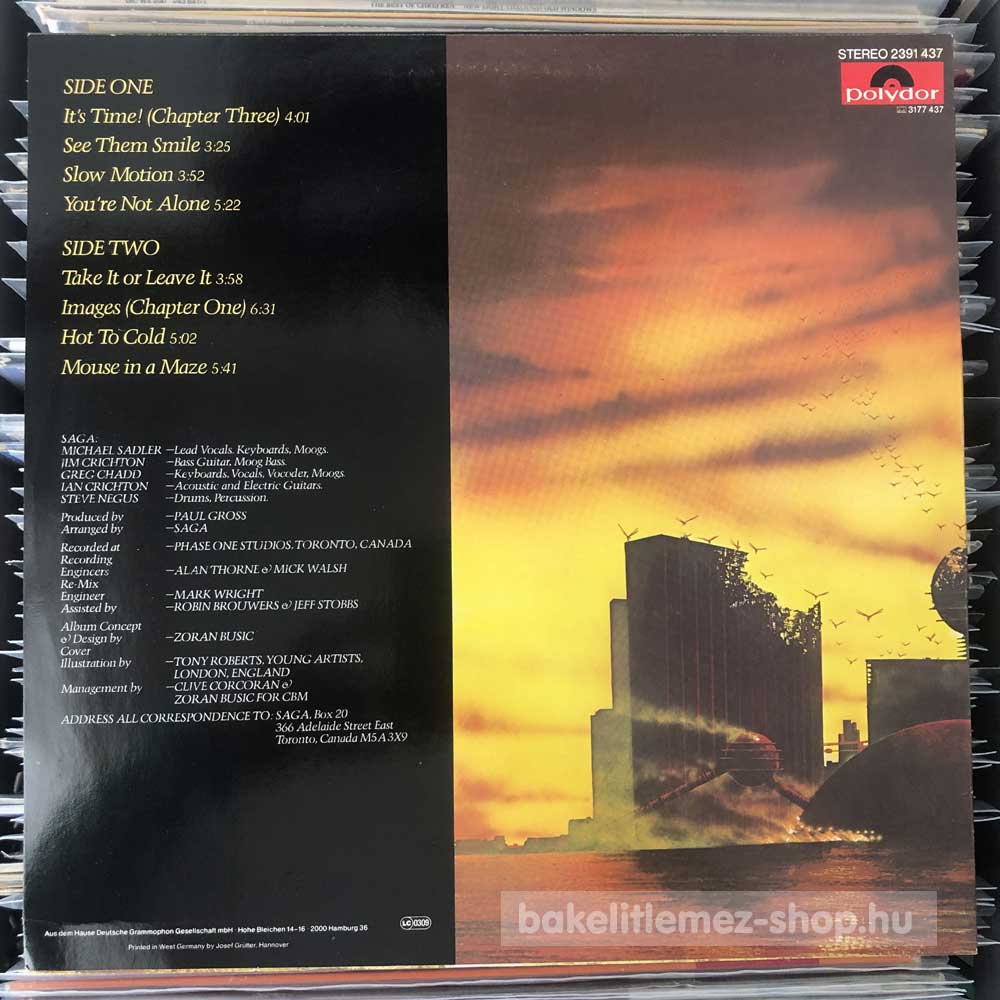 STEREO 2391 437
polydor
3177 437
SIDE ONE
It's Time! (Chapter Three) 4:01
See Them Smile 3:25
Slow Motion 3:52
You're Not Alone 5:22
SIDE TWO
Take It or Leave It 3:58
Images (Chapter One) 6:31
Hot To Cold 5:02
Mouse in a Maze 5:41
SAGA:
MICHAEL SADLER –Lead Vocals. Keyboards, Moogs.
JIM CRICHTON –Bass Guitar, Moog Bass.
GREG CHADD –Keyboards, Vocals, Vocoder, Moogs.
IAN CRICHTON –Acoustic and Electric Guitars.
STEVE NEGUS –Drums, Percussion.
Produced by –PAUL GROSS
Arranged by –SAGA
Recorded at –PHASE ONE STUDIOS. TORONTO, CANADA
Recording
Engineers –ALAN THORNE & MICK WALSH
Re-Mix
Engineer –MARK WRIGHT
Assisted by –ROBIN BROUWERS & JEFF STOBBS
Album Concept
& Design by –ZORAN BUSIC
Cover
Illustration by –TONY ROBERTS, YOUNG ARTISTS,
LONDON, ENGLAND
Management by –CLIVE CORCORAN &
ZORAN BUSIC FOR CBM
ADDRESS ALL CORRESPONDENCE TO: SAGA, Box 20
366 Adelaide Street East
Toronto, Canada M5A 3X9
Aus dem Hause Deutsche Grammophon Gesellschaft mbH · Hohe Bleichen 14-16 · 2000 Hamburg 36
LC 0309
Printed in West Germany by Josef Grütter, Hannover
bakelitlemez-shop.hu